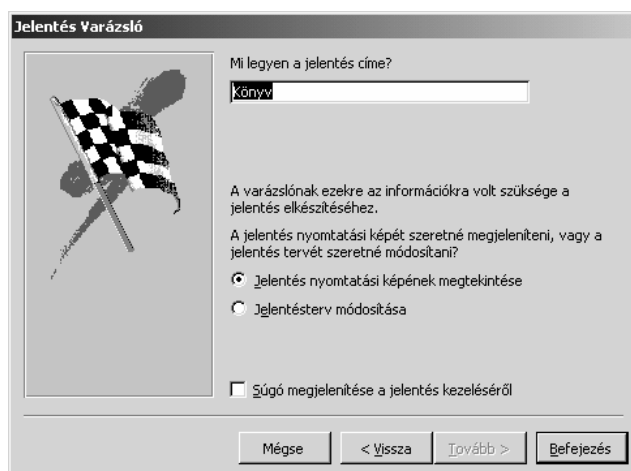 Jelentés Varázsló
Mi legyen a jelentés címe?
Könyv
A varázslónak ezekre az információkra volt szüksége a
jelentés elkészítéséhez.
A jelentés nyomtatási képét szeretné megjeleníteni, vagy a
jelentés tervét szeretné módosítani?
Jelentés nyomtatási képének megtekintése
Jelentésterv módosítása
Súgó megjelenítése a jelentés kezeléséről
Mégse
< Vissza
Tovább >
Befejezés